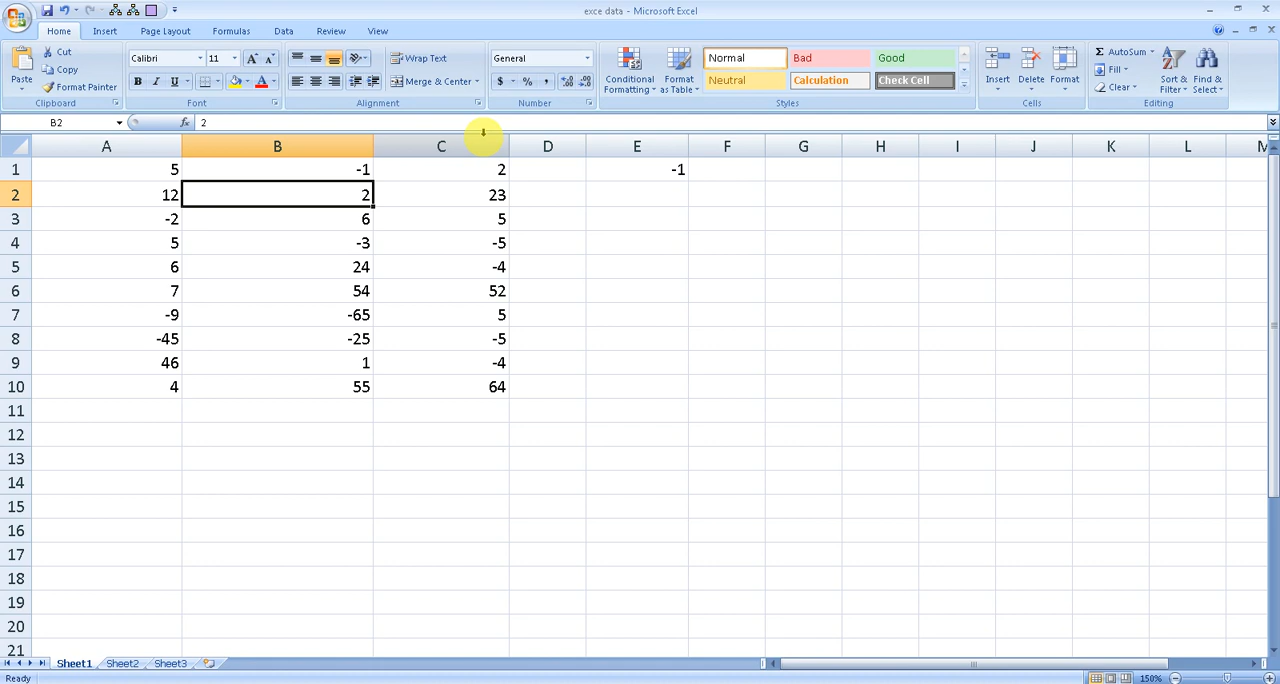 exce data - Microsoft Excel
Home Insert Page Layout Formulas Data Review View
Cut
Copy
Format Painter
Paste
Clipboard
Calibri 11
B I U
Font
Wrap Text
Merge & Center
Alignment
General
$ % ,
Number
Conditional Formatting
Format as Table
Normal Bad Good
Neutral Calculation Check Cell
Styles
Insert Delete Format
Cells
AutoSum
Fill
Clear
Sort & Filter
Find & Select
Editing
B2 fx 2
A B C D E F G H I J K L M
1 5 -1 2 -1
2 12 2 23
3 -2 6 5
4 5 -3 -5
5 6 24 -4
6 7 54 52
7 -9 -65 5
8 -45 -25 -5
9 46 1 -4
10 4 55 64
11
12
13
14
15
16
17
18
19
20
21
Sheet1 Sheet2 Sheet3
Ready 150%